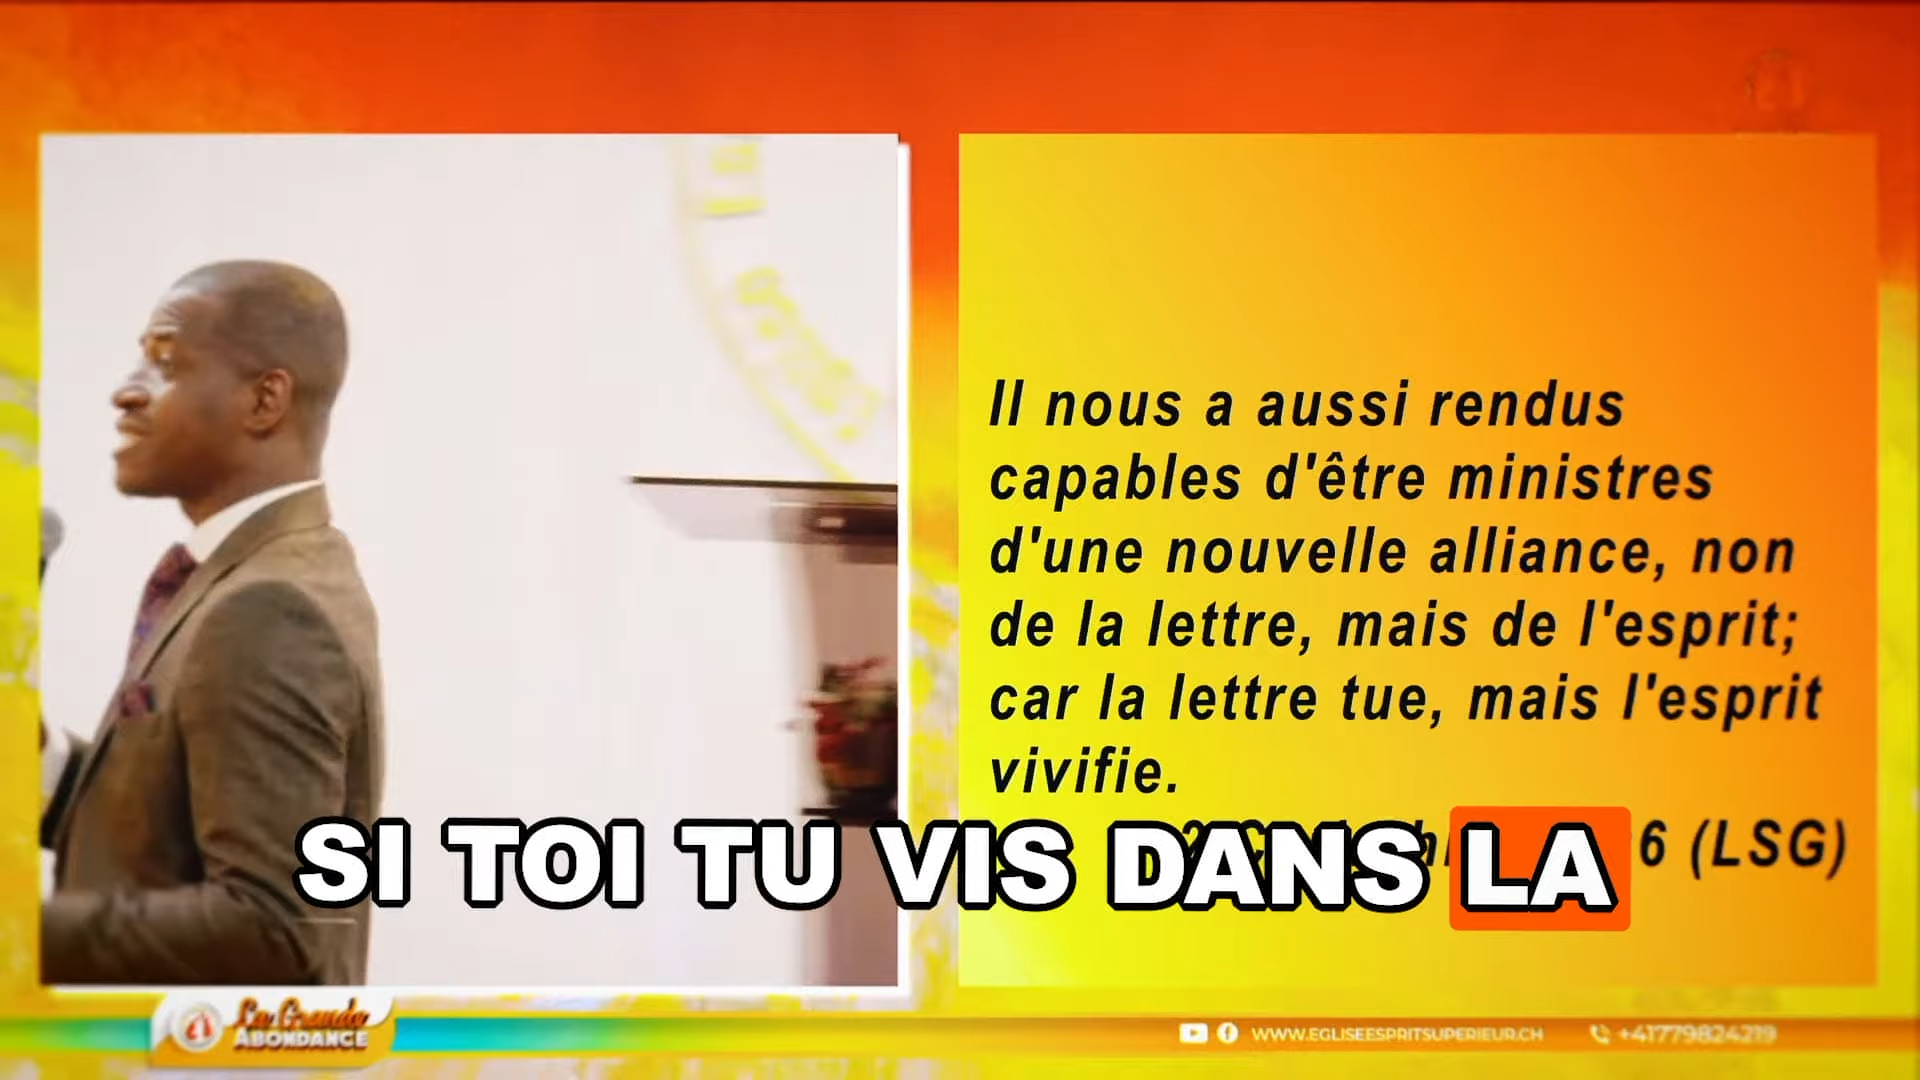 Il nous a aussi rendus
capables d'être ministres
d'une nouvelle alliance, non
de la lettre, mais de l'esprit;
car la lettre tue, mais l'esprit
vivifie.
6 (LSG)
SI TOI TU VIS DANS LA
La Grande
ABONDANCE
WWW.EGLISEESPRITSUPERIEUR.CH
+41779824219